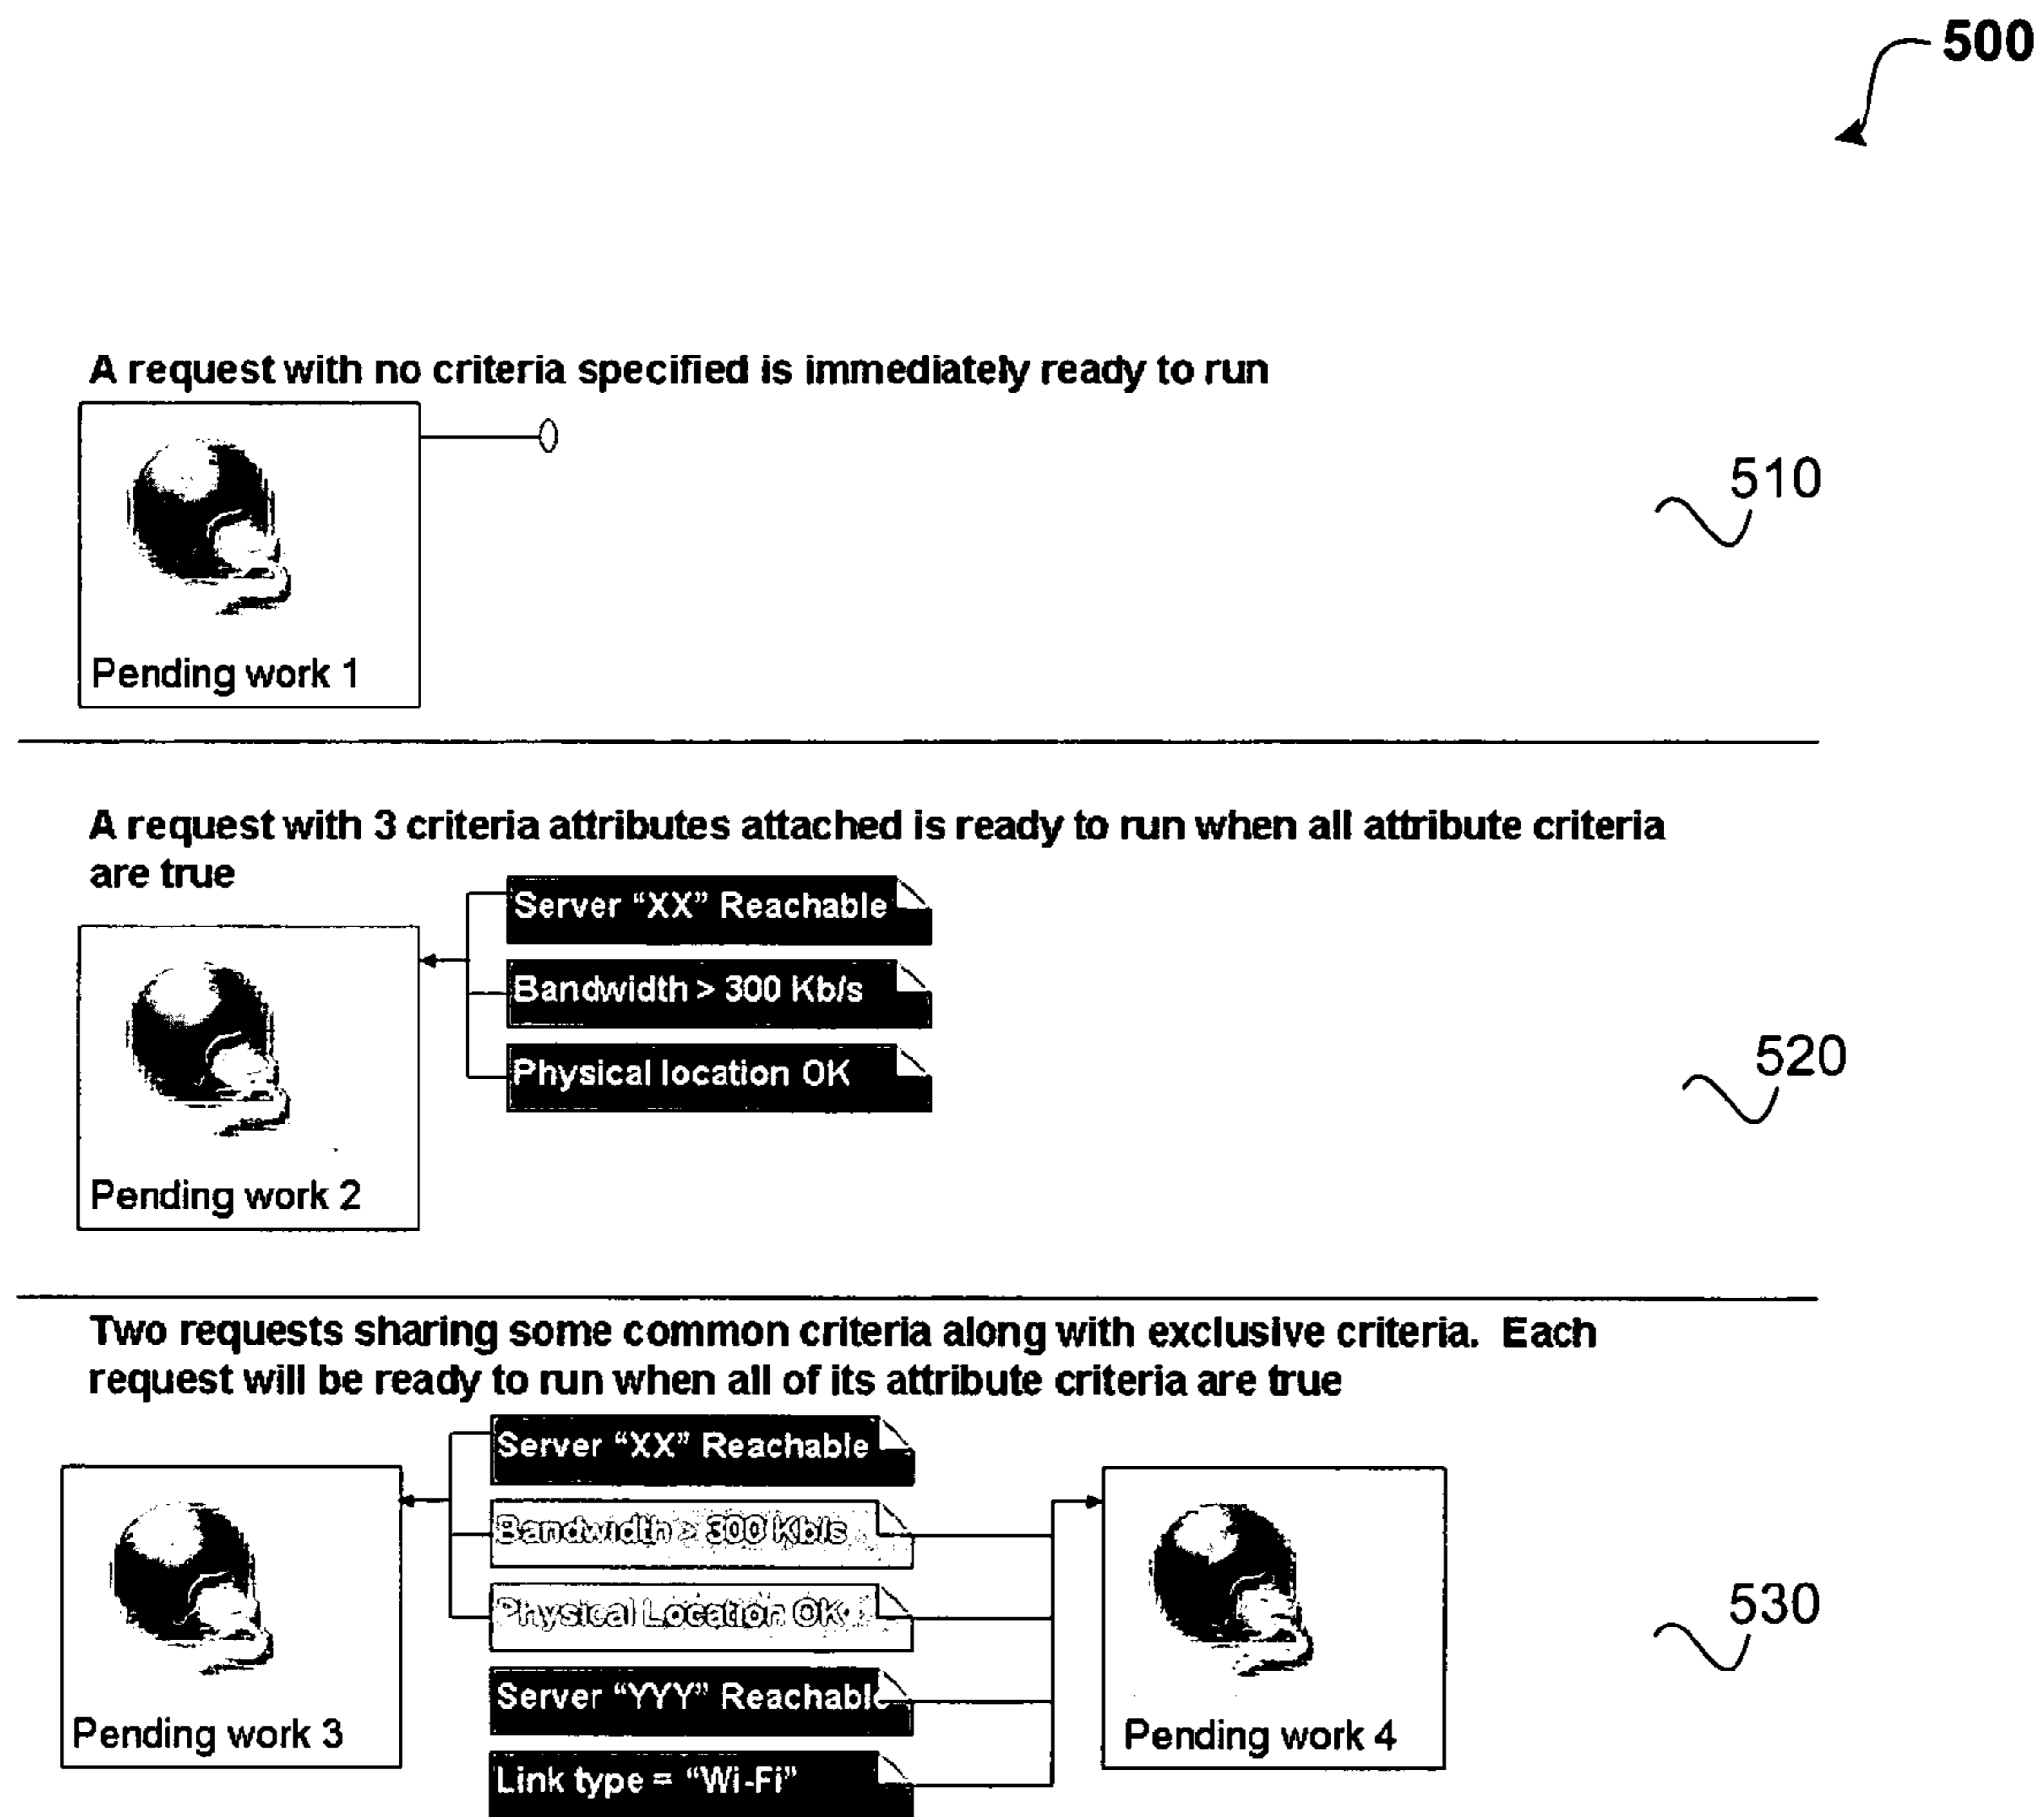 500
A request with no criteria specified is immediately ready to run
510
Pending work 1
A request with 3 criteria attributes attached is ready to run when all attribute criteria
are true
Server “XX” Reachable
Bandwidth > 300 Kb/s
Physical location OK
520
Pending work 2
Two requests sharing some common criteria along with exclusive criteria. Each
request will be ready to run when all of its attribute criteria are true
Server “XX” Reachable
Bandwidth > 300 Kb/s
Physical Location OK
530
Server “YYY” Reachable
Pending work 3
Pending work 4
Link type = “Wi-Fi”